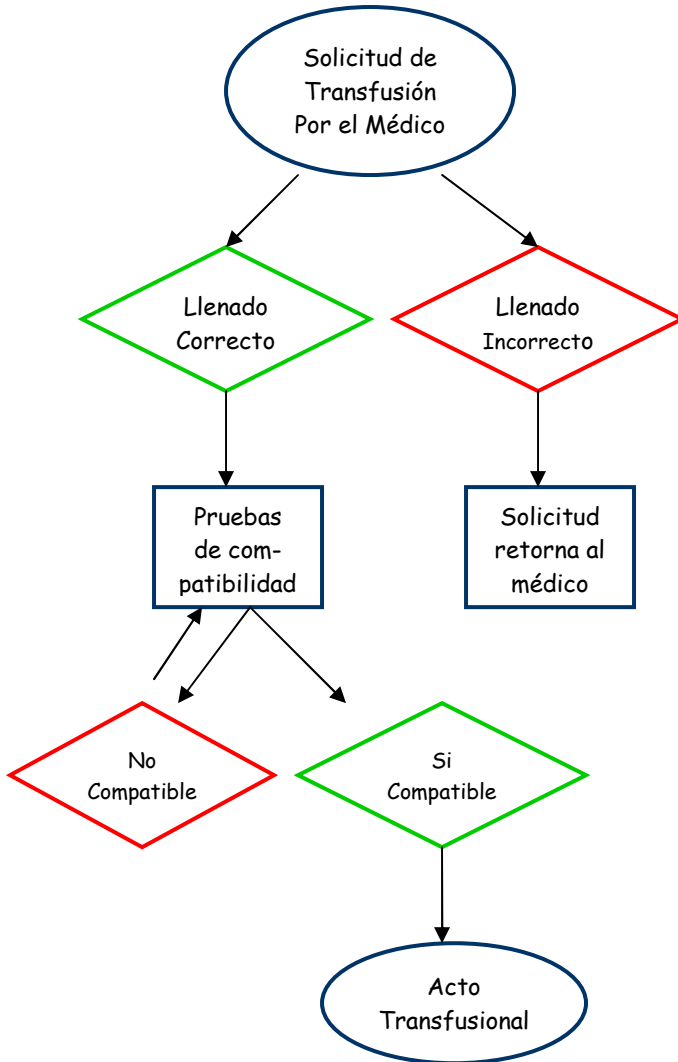 Solicitud de
Transfusión
Por el Médico
Llenado
Correcto
Llenado
Incorrecto
Pruebas
de com-
patibilidad
Solicitud
retorna al
médico
No
Compatible
Si
Compatible
Acto
Transfusional